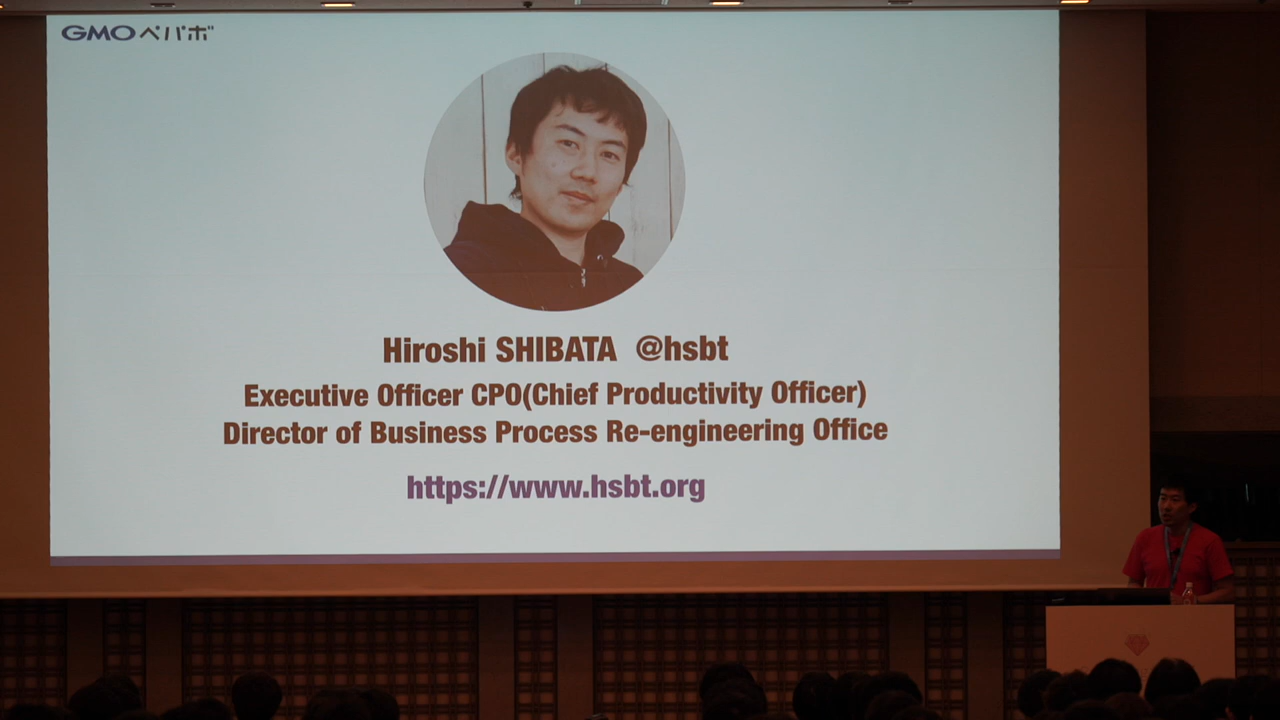 GMOペパボ
Hiroshi SHIBATA @hsbt
Executive Officer CPO(Chief Productivity Officer)
Director of Business Process Re-engineering Office
https://www.hsbt.org